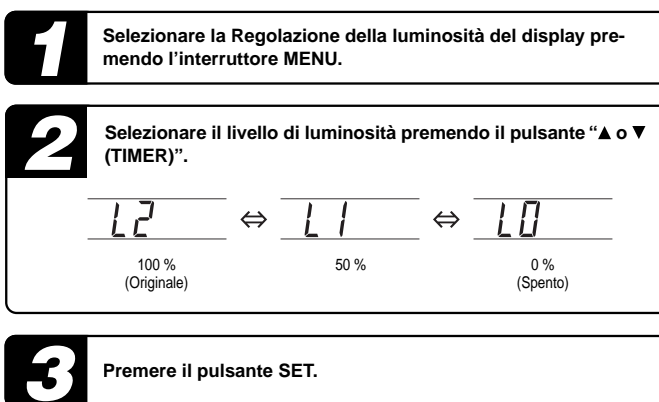 1
Selezionare la Regolazione della luminosità del display pre-
mendo l'interruttore MENU.
2
Selezionare il livello di luminosità premendo il pulsante “▲ o ▼
(TIMER)”.
L2 ⇔ L1 ⇔ L0
100 % 50 % 0 %
(Originale) (Spento)
3
Premere il pulsante SET.